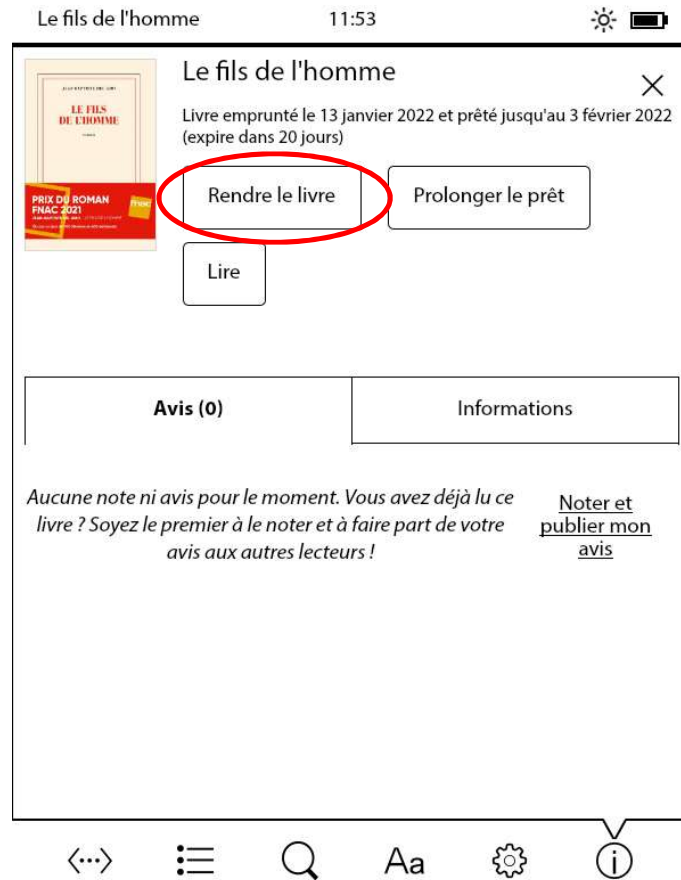 Le fils de l'homme 11:53
Le fils de l'homme
Livre emprunté le 13 janvier 2022 et prêté jusqu'au 3 février 2022
(expire dans 20 jours)
LE FILS
DE L'HOMME
PRIX DU ROMAN
FNAC 2021
fnac
Rendre le livre
Prolonger le prêt
Lire
Avis (0)
Informations
Aucune note ni avis pour le moment. Vous avez déjà lu ce
livre ? Soyez le premier à le noter et à faire part de votre
avis aux autres lecteurs !
Noter et
publier mon
avis
Aa